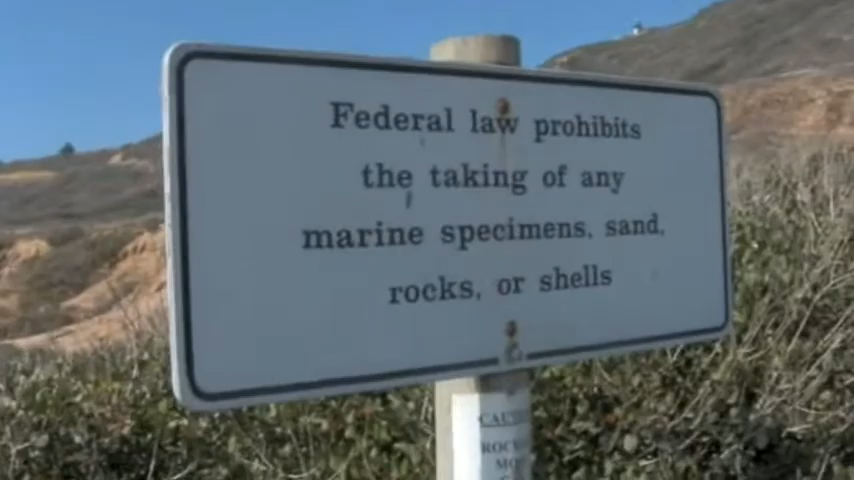 Federal law prohibits
the taking of any
marine specimens, sand,
rocks, or shells